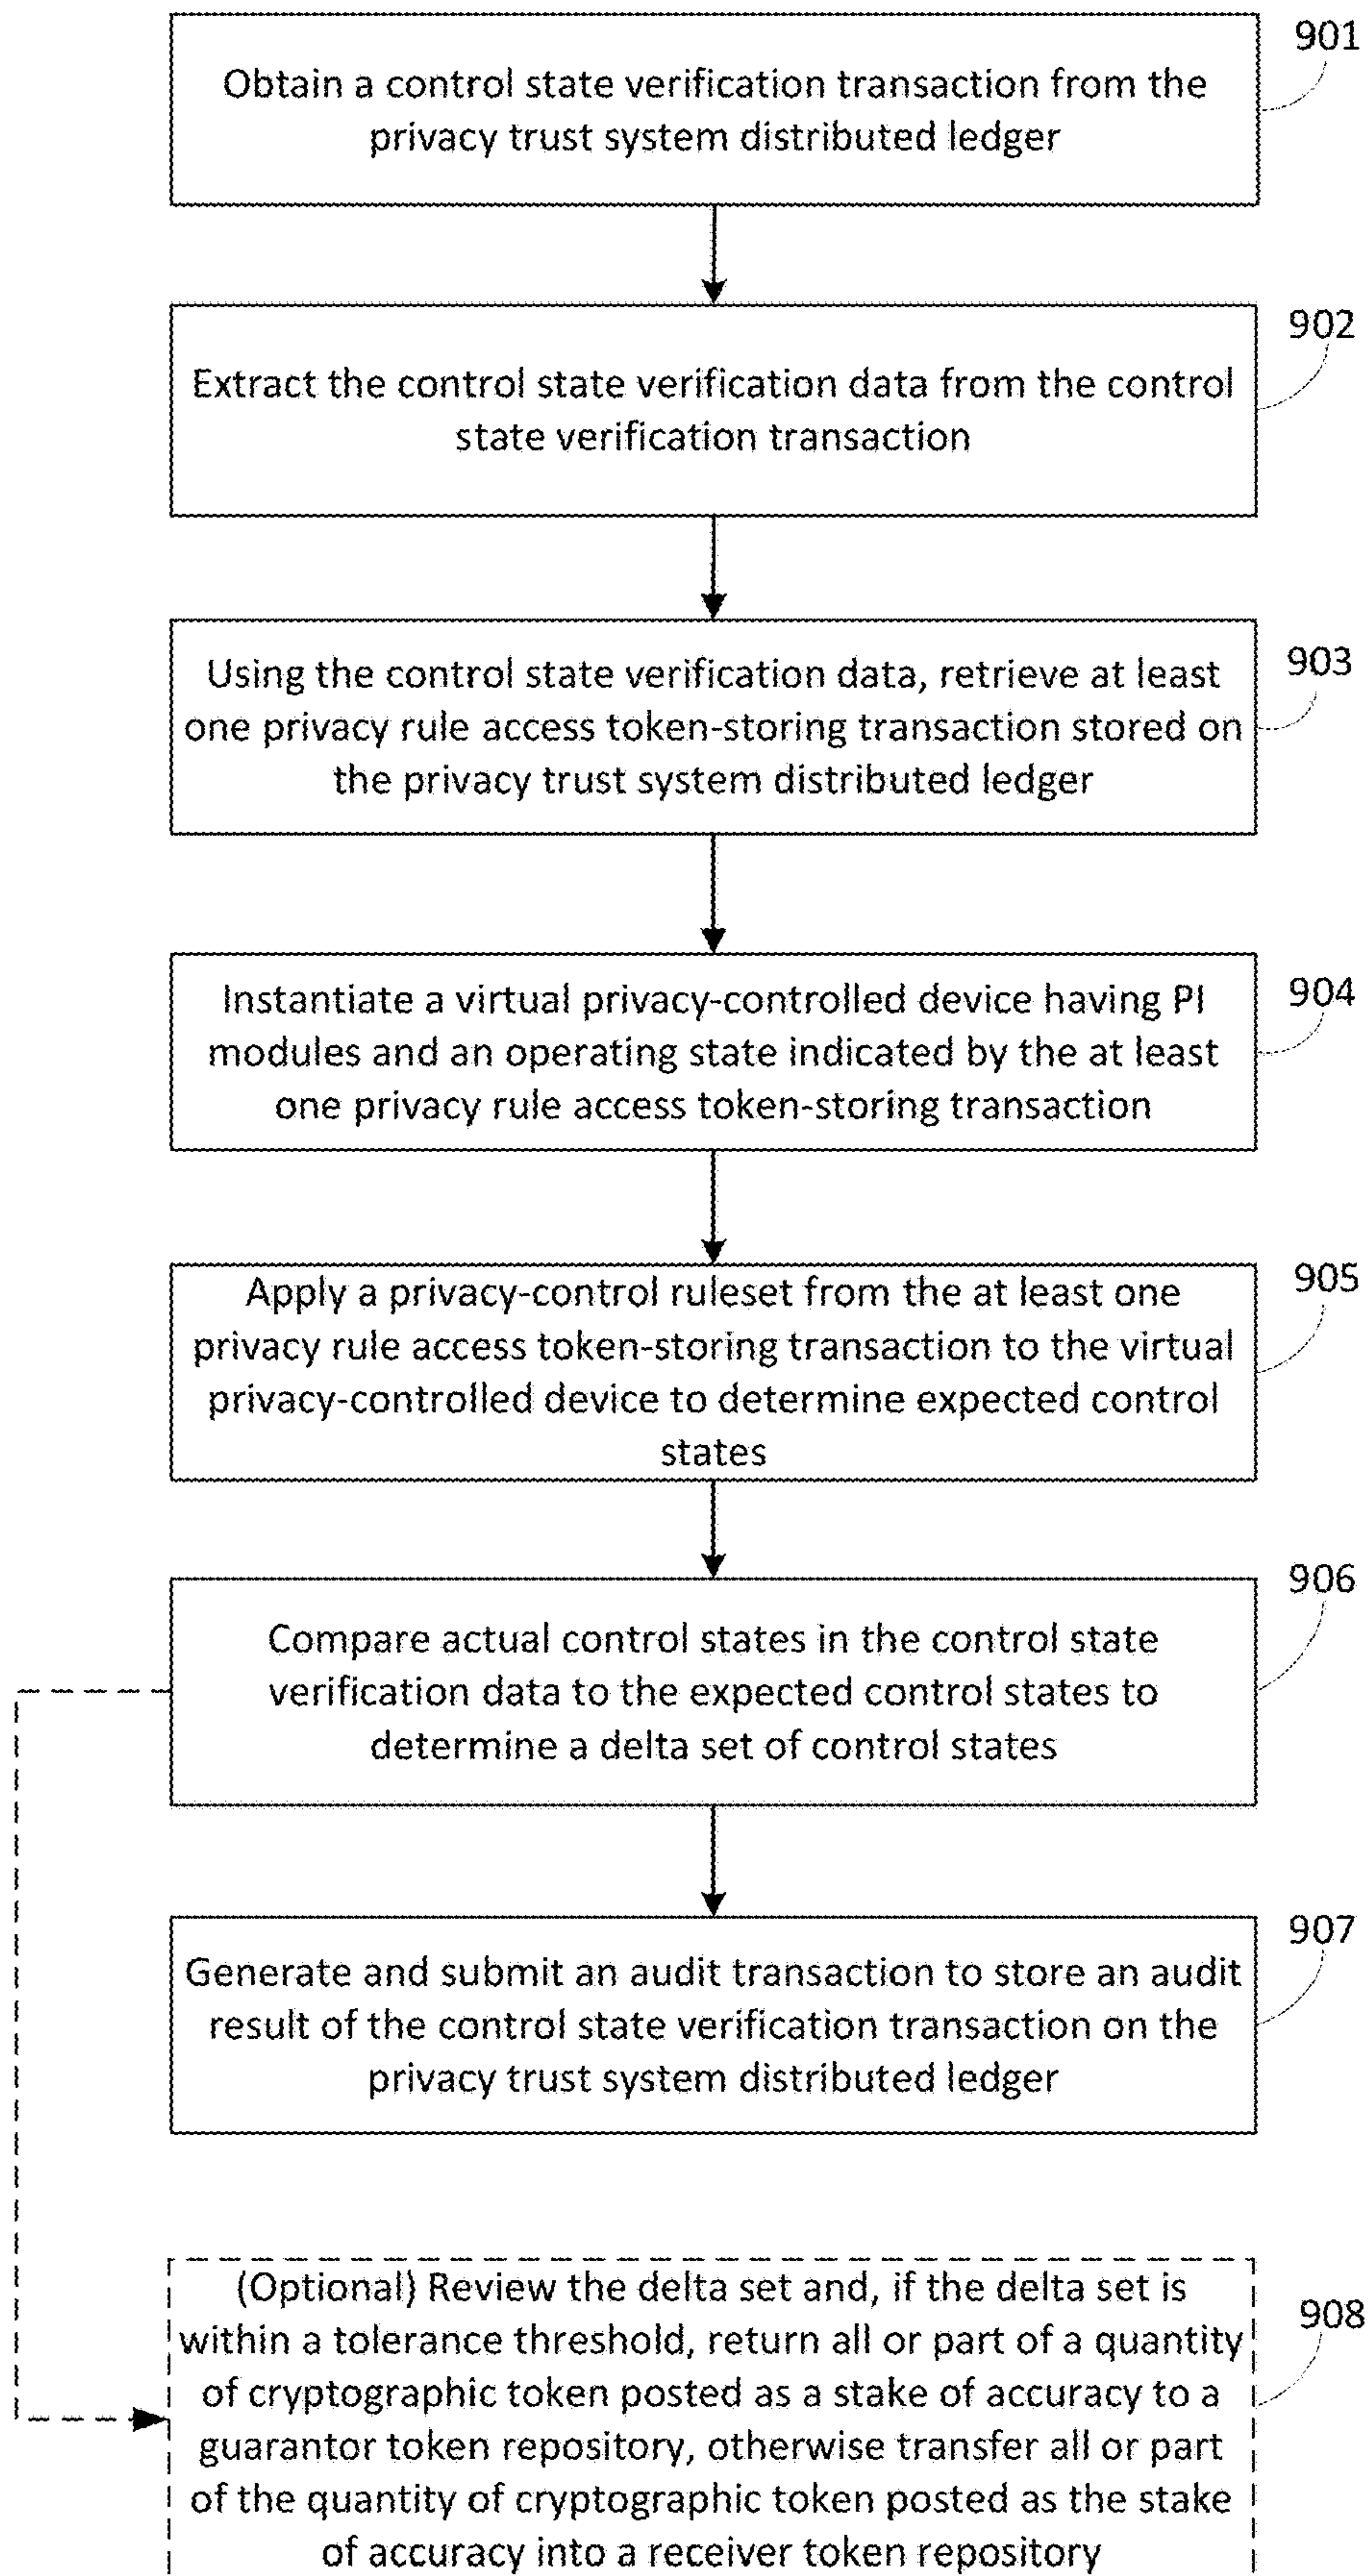 901
Obtain a control state verification transaction from the
privacy trust system distributed ledger
902
Extract the control state verification data from the control
state verification transaction
903
Using the control state verification data, retrieve at least
one privacy rule access token-storing transaction stored on
the privacy trust system distributed ledger
904
Instantiate a virtual privacy-controlled device having PI
modules and an operating state indicated by the at least
one privacy rule access token-storing transaction
905
Apply a privacy-control ruleset from the at least one
privacy rule access token-storing transaction to the virtual
privacy-controlled device to determine expected control
states
906
Compare actual control states in the control state
verification data to the expected control states to
determine a delta set of control states
907
Generate and submit an audit transaction to store an audit
result of the control state verification transaction on the
privacy trust system distributed ledger
908
(Optional) Review the delta set and, if the delta set is
within a tolerance threshold, return all or part of a quantity
of cryptographic token posted as a stake of accuracy to a
guarantor token repository, otherwise transfer all or part
of the quantity of cryptographic token posted as the stake
of accuracy into a receiver token repository